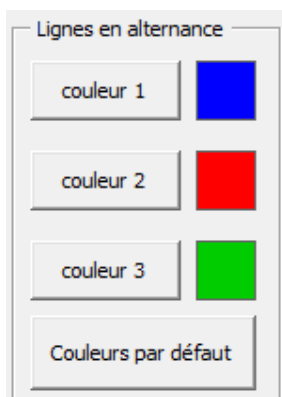 Lignes en alternance
couleur 1
couleur 2
couleur 3
Couleurs par défaut